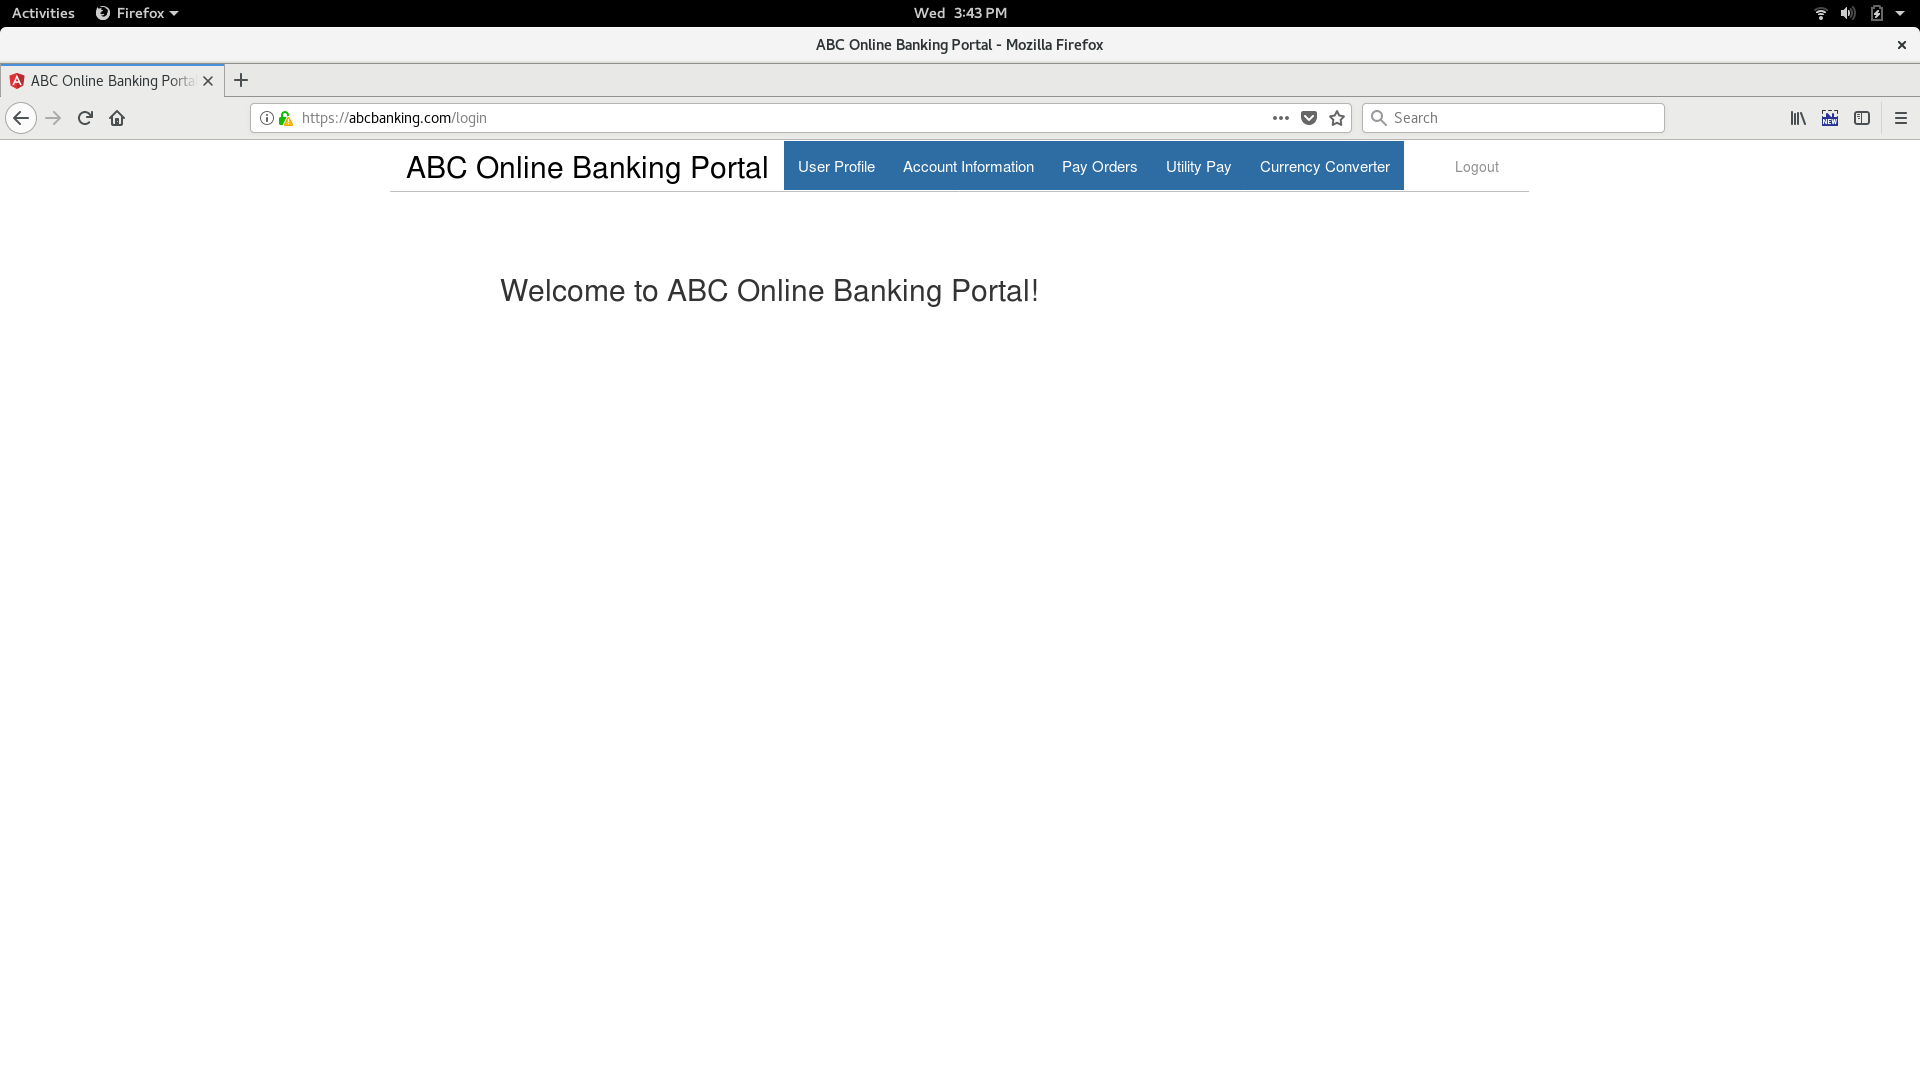 Activities Firefox Wed 3:43 PM
ABC Online Banking Portal - Mozilla Firefox
ABC Online Banking Porta
https://abcbanking.com/login Search NEW
ABC Online Banking Portal User Profile Account Information Pay Orders Utility Pay Currency Converter Logout
Welcome to ABC Online Banking Portal!